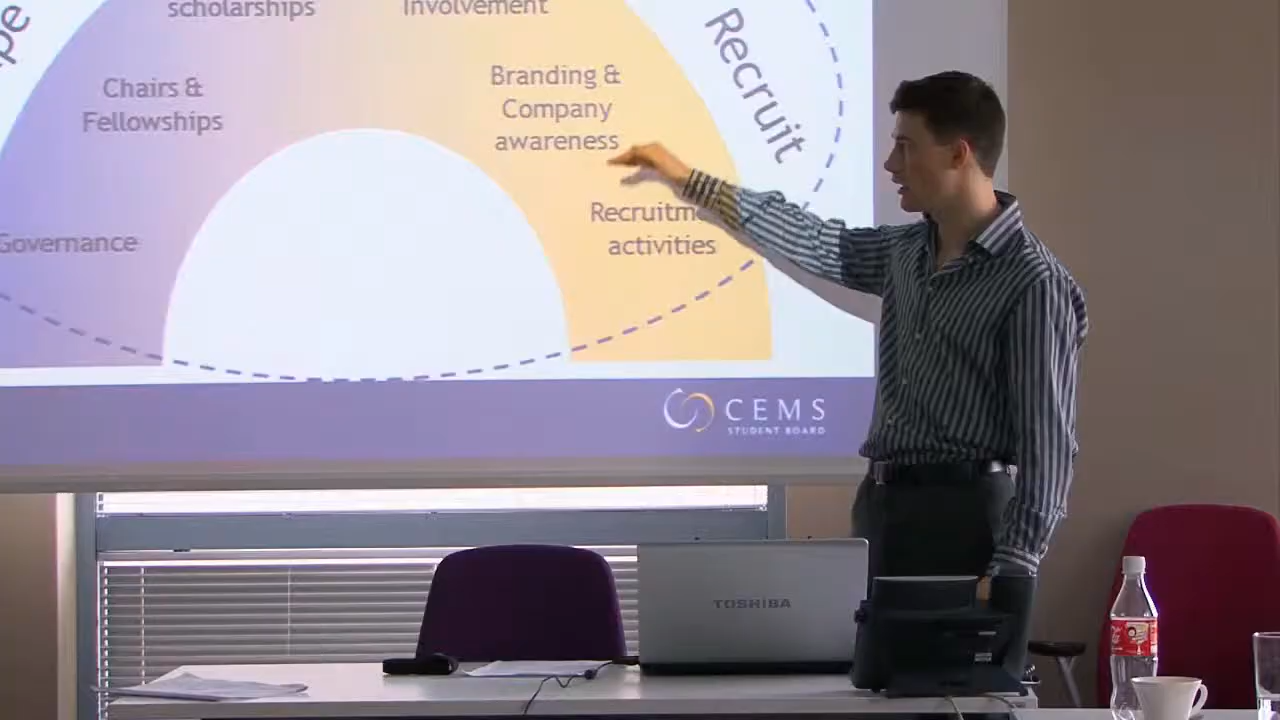 scholarships
Involvement
Chairs &
Fellowships
Governance
Branding &
Company
awareness
activities
Recruit
CEMS
STUDENT BOARD
TOSHIBA